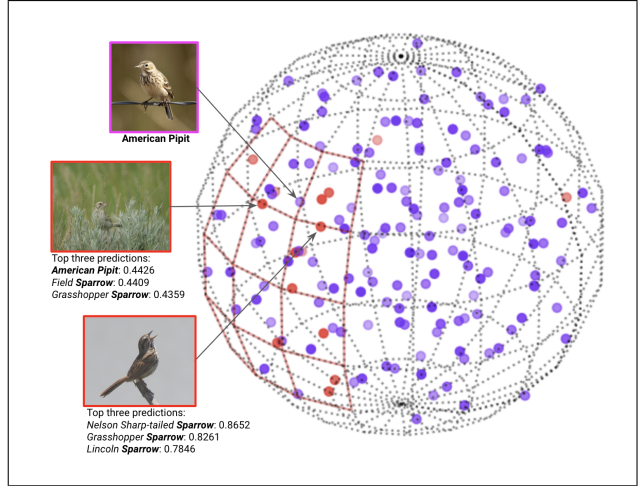 American Pipit
Top three predictions:
American Pipit: 0.4426
Field Sparrow: 0.4409
Grasshopper Sparrow: 0.4359
Top three predictions:
Nelson Sharp-tailed Sparrow: 0.8652
Grasshopper Sparrow: 0.8261
Lincoln Sparrow: 0.7846